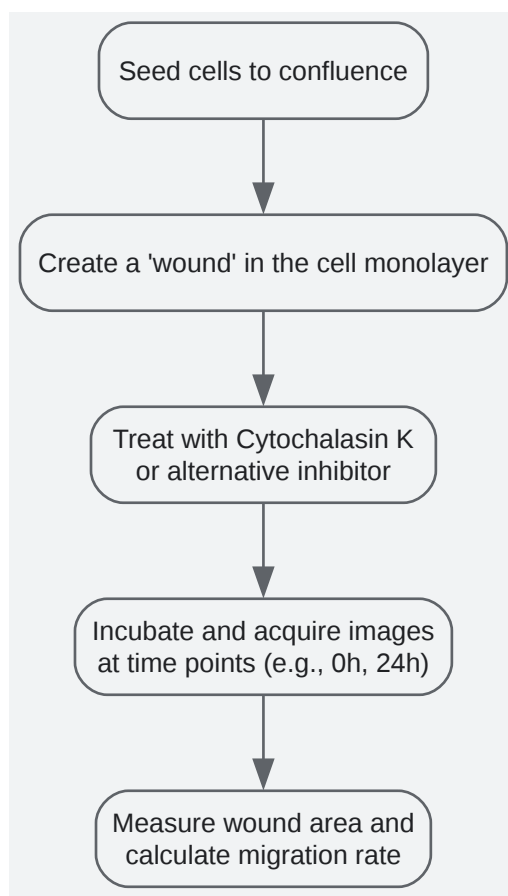 Seed cells to confluence
Create a 'wound' in the cell monolayer
Treat with Cytochalasin K
or alternative inhibitor
Incubate and acquire images
at time points (e.g., 0h, 24h)
Measure wound area and
calculate migration rate